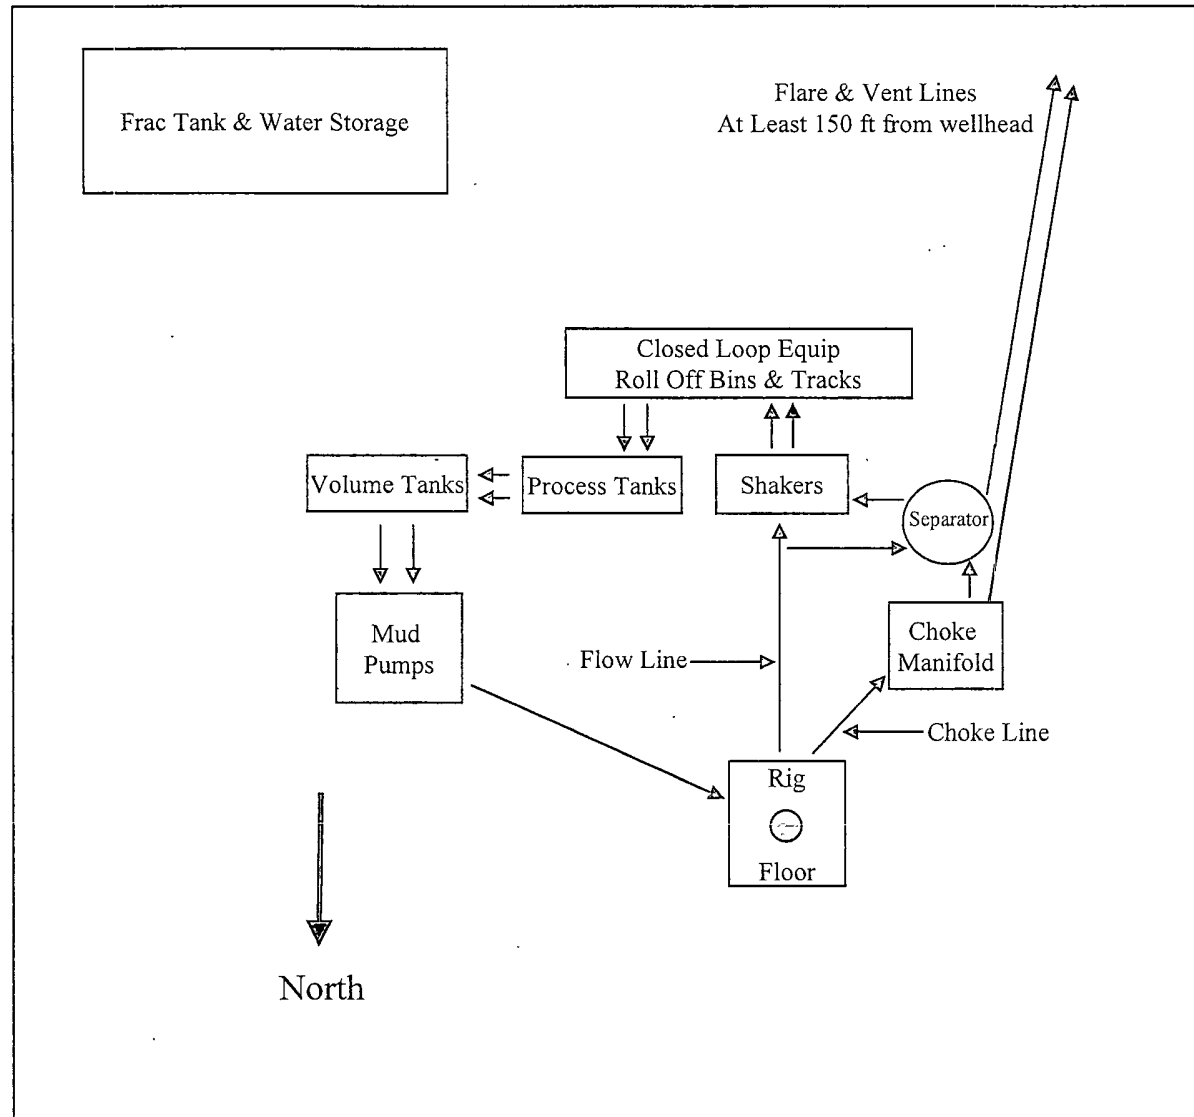 Frac Tank & Water Storage
Flare & Vent Lines
At Least 150 ft from wellhead
Closed Loop Equip
Roll Off Bins & Tracks
Volume Tanks
Process Tanks
Shakers
Separator
Mud
Pumps
Flow Line
Choke
Manifold
Choke Line
Rig
Floor
North